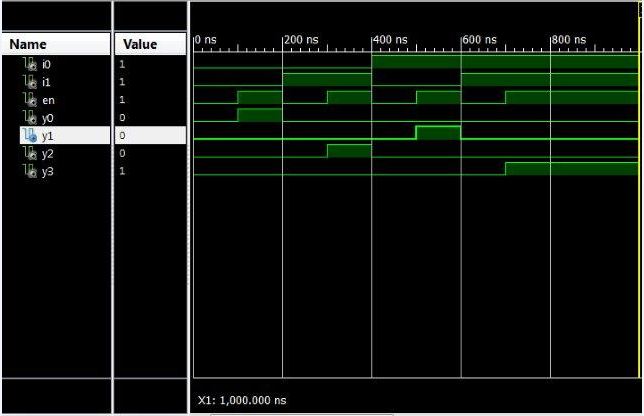 Name Value
0 ns 200 ns 400 ns 600 ns 800 ns
i0 1
i1 1
en 1
y0 0
y1 0
y2 0
y3 1
X1: 1,000.000 ns